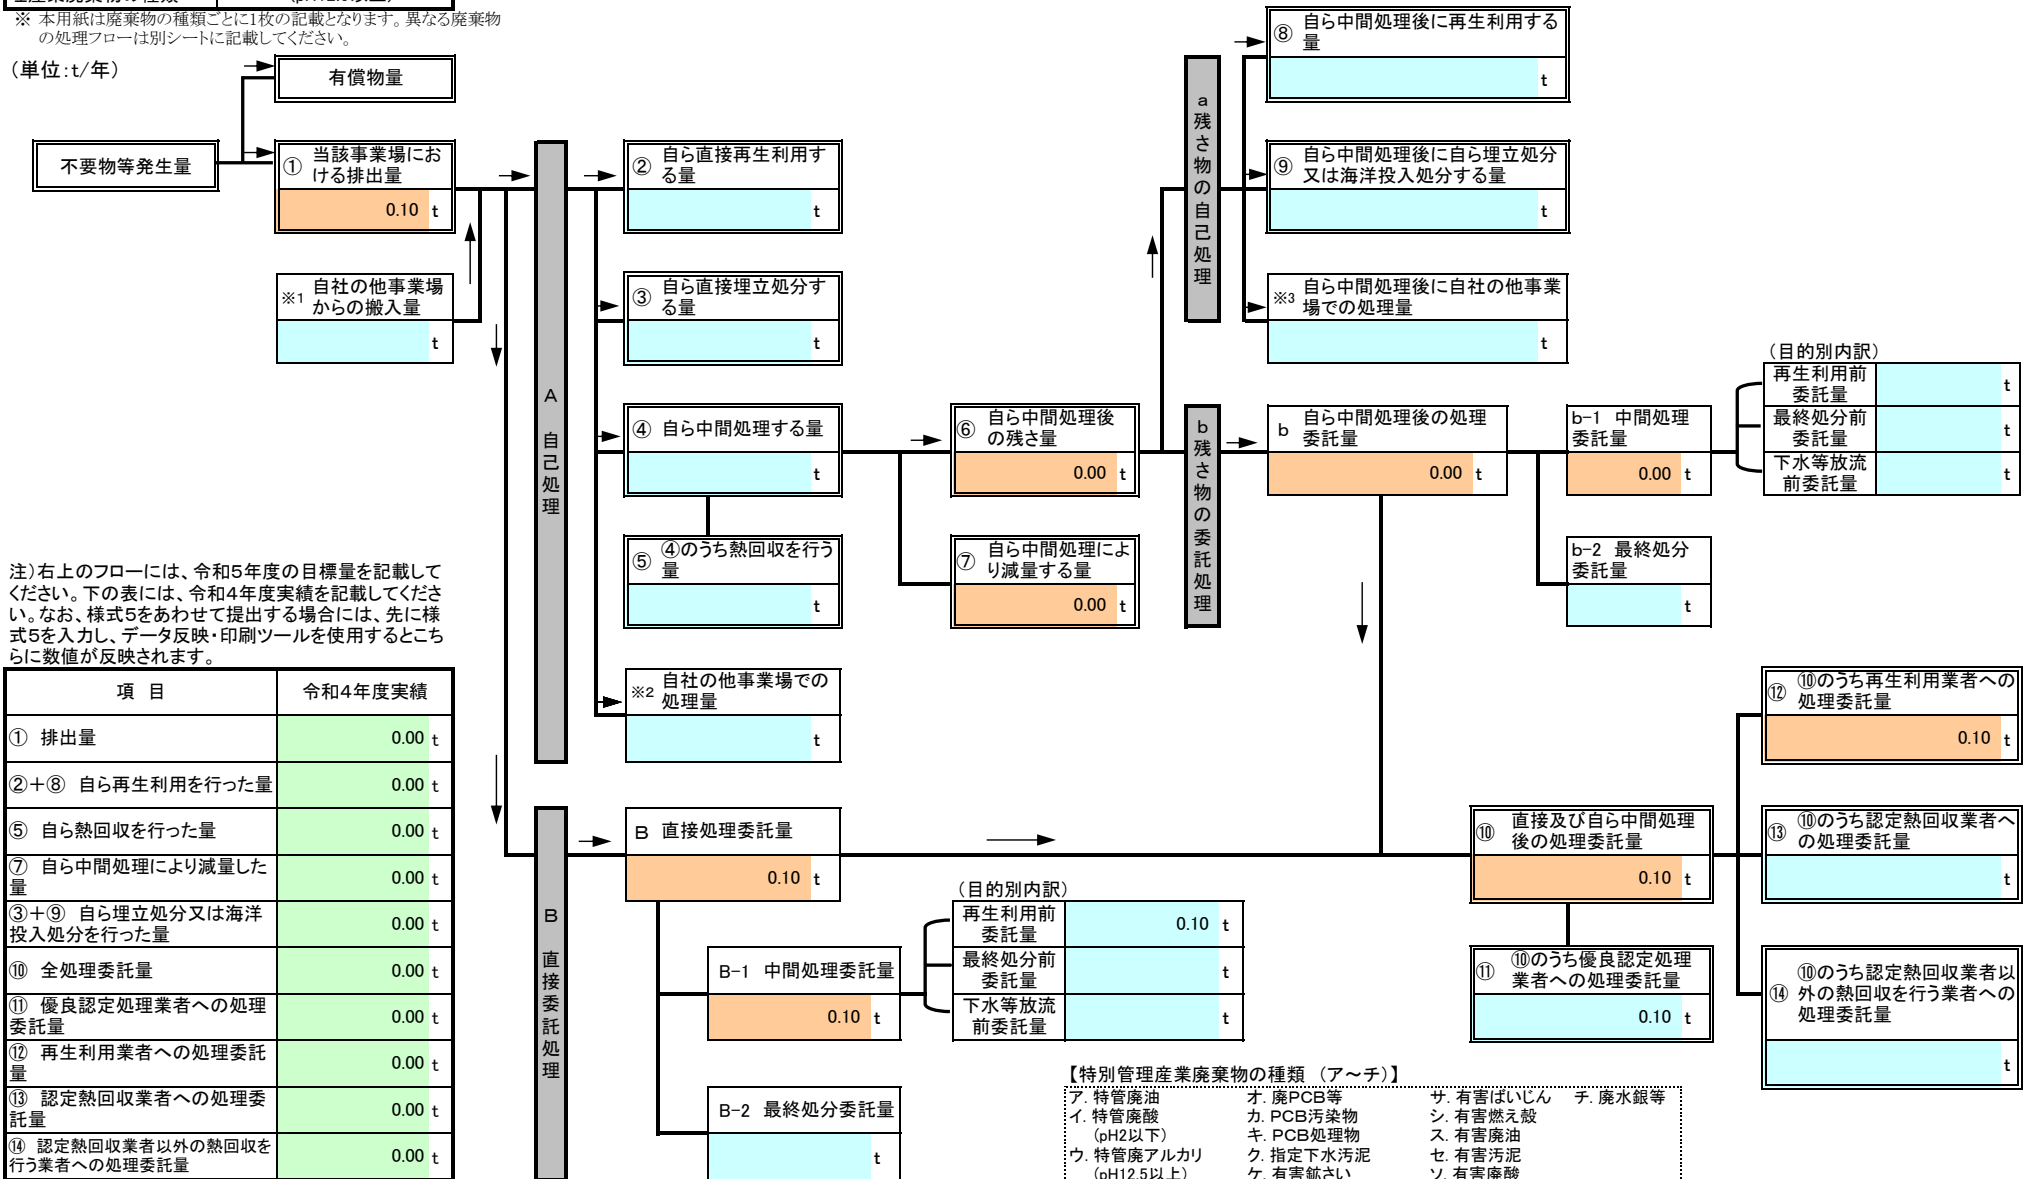 ※ 本用紙は廃棄物の種類ごとに1枚の記載となります。異なる廃棄物
の処理フローは別シートに記載してください。
(単位:t/年)
有償物量
不要物等発生量
① 当該事業場にお
ける排出量
0.10 t
※1 自社の他事業場
からの搬入量
t
A 自己処理
② 自ら直接再生利用す
る量
t
③ 自ら直接埋立処分す
る量
t
④ 自ら中間処理する量
t
⑤ ④のうち熱回収を行う
量
t
※2 自社の他事業場での
処理量
t
⑥ 自ら中間処理後
の残さ量
0.00 t
⑦ 自ら中間処理によ
り減量する量
0.00 t
a残さ物の自己処理
⑧ 自ら中間処理後に再生利用する
量
t
⑨ 自ら中間処理後に自ら埋立処分
又は海洋投入処分する量
t
※3 自ら中間処理後に自社の他事業
場での処理量
t
b残さ物の委託処理
b 自ら中間処理後の処理
委託量
0.00 t
b-1 中間処理
委託量
0.00 t
b-2 最終処分
委託量
t
(目的別内訳)
再生利用前
委託量
t
最終処分前
委託量
t
下水等放流
前委託量
t
注)右上のフローには、令和5年度の目標量を記載して
ください。下の表には、令和4年度実績を記載してくださ
い。なお、様式5をあわせて提出する場合には、先に様
式5を入力し、データ反映・印刷ツールを使用するとこち
らに数値が反映されます。
項 目 令和4年度実績
① 排出量 0.00 t
②+⑧ 自ら再生利用を行った量 0.00 t
⑤ 自ら熱回収を行った量 0.00 t
⑦ 自ら中間処理により減量した
量 0.00 t
③+⑨ 自ら埋立処分又は海洋
投入処分を行った量 0.00 t
⑩ 全処理委託量 0.00 t
⑪ 優良認定処理業者への処理
委託量 0.00 t
⑫ 再生利用業者への処理委託
量 0.00 t
⑬ 認定熱回収業者への処理委
託量 0.00 t
⑭ 認定熱回収業者以外の熱回収を
行う業者への処理委託量 0.00 t
B 直接委託処理
B 直接処理委託量
0.10 t
B-1 中間処理委託量
0.10 t
B-2 最終処分委託量
t
(目的別内訳)
再生利用前
委託量
0.10 t
最終処分前
委託量
t
下水等放流
前委託量
t
⑩ 直接及び自ら中間処理
後の処理委託量
0.10 t
⑪ ⑩のうち優良認定処理
業者への処理委託量
0.10 t
⑫ ⑩のうち再生利用業者への
処理委託量
0.10 t
⑬ ⑩のうち認定熱回収業者へ
の処理委託量
t
⑭ ⑩のうち認定熱回収業者以
外の熱回収を行う業者への
処理委託量
t
【特別管理産業廃棄物の種類 (ア~チ)】
ア. 特管廃油 オ. 廃PCB等 サ. 有害ばいじん チ. 廃水銀等
イ. 特管廃酸 カ. PCB汚染物 シ. 有害燃え殻
(pH2以下) キ. PCB処理物 ス. 有害廃油
ウ. 特管廃アルカリ ク. 指定下水汚泥 セ. 有害汚泥
(pH12.5以上) ケ. 有害鉱さい ソ. 有害廃酸